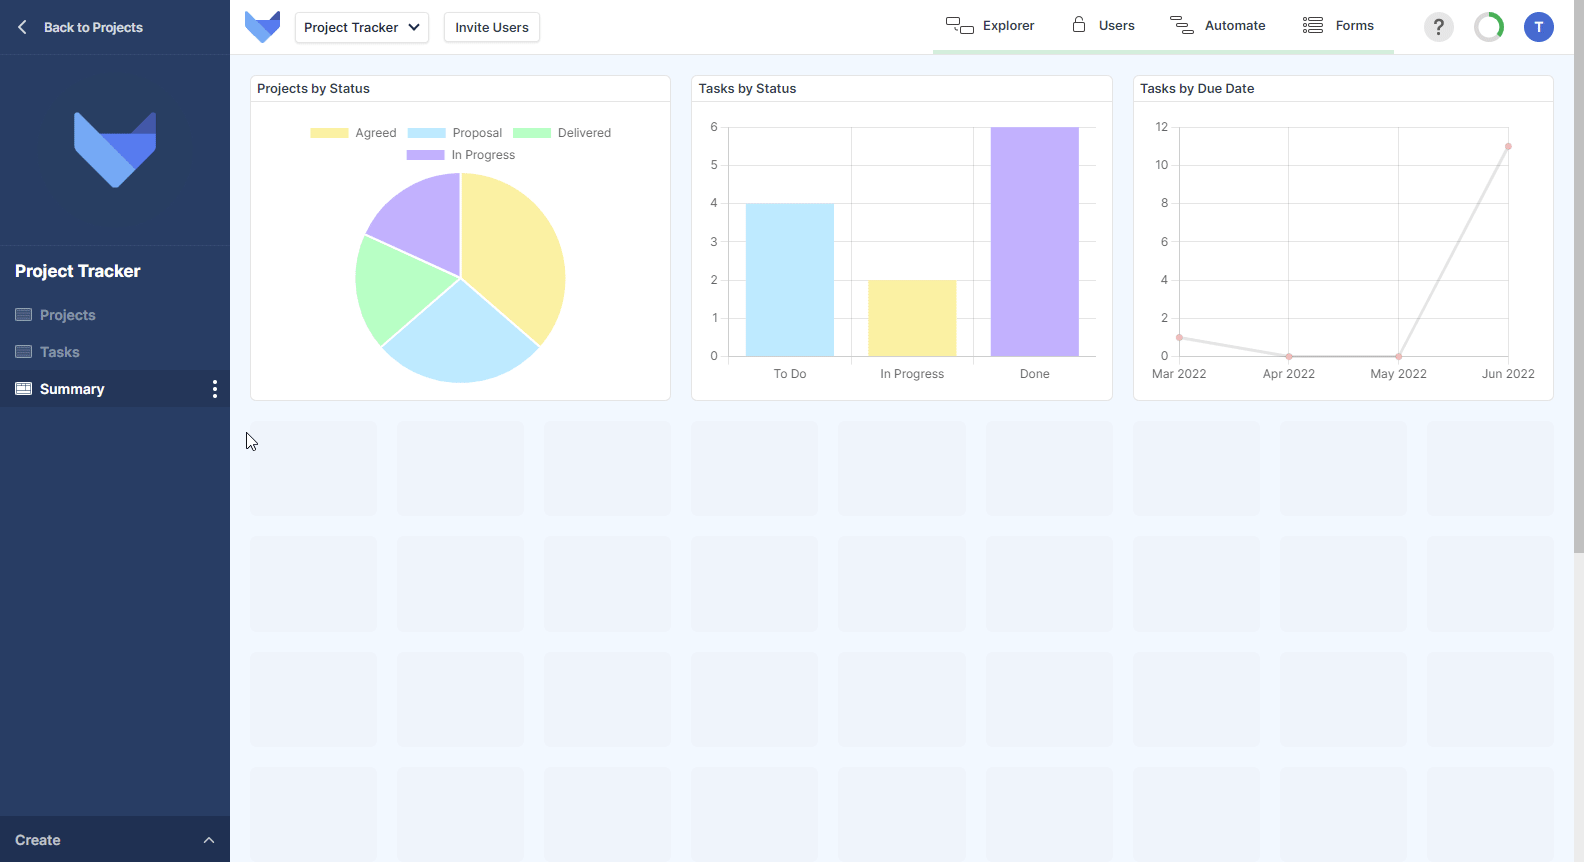 Back to Projects
Project Tracker
Projects
Tasks
Summary
Create
Project Tracker
Invite Users
Explorer
Users
Automate
Forms
?
T
Projects by Status
Agreed
Proposal
Delivered
In Progress
Tasks by Status
6
5
4
3
2
1
0
To Do
In Progress
Done
Tasks by Due Date
12
10
8
6
4
2
0
Mar 2022
Apr 2022
May 2022
Jun 2022